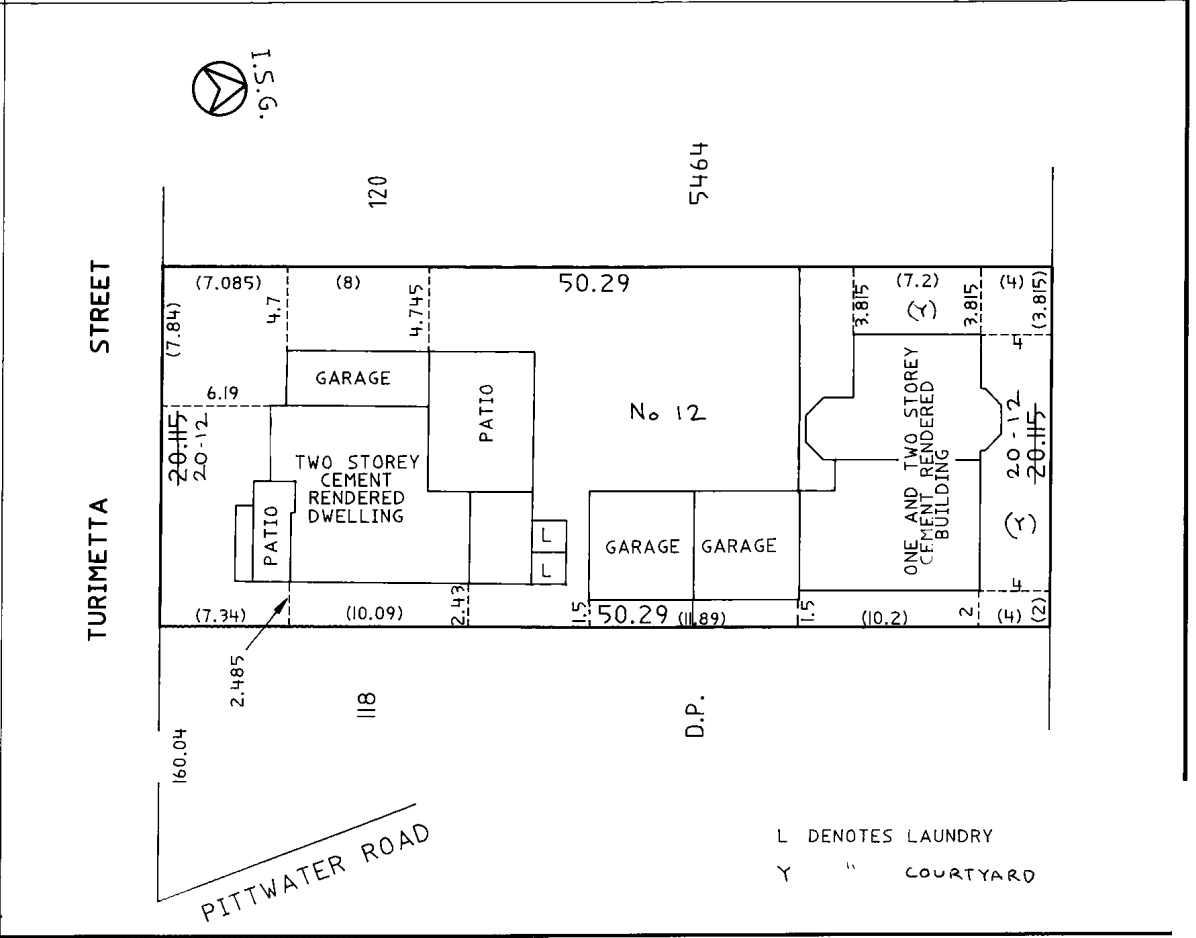 I.S.G.
120
5464
TURIMETTA STREET
(7.085)
(8)
50.29
(7.2)
(4)
(7.84)
4.7
4.745
3.815
(Y)
3.815
(3.815)
GARAGE
4
6.19
PATIO
No 12
20.115
20-12
TWO STOREY
CEMENT
RENDERED
DWELLING
ONE AND TWO STOREY
CEMENT RENDERED
BUILDING
20-12
20.115
PATIO
L
L
GARAGE
GARAGE
(Y)
4
(7.34)
(10.09)
2.43
1.5
50.29
(11.89)
1.5
(10.2)
2
(4)
(2)
2.485
118
D.P.
160.04
PITTWATER ROAD
L DENOTES LAUNDRY
Y " COURTYARD